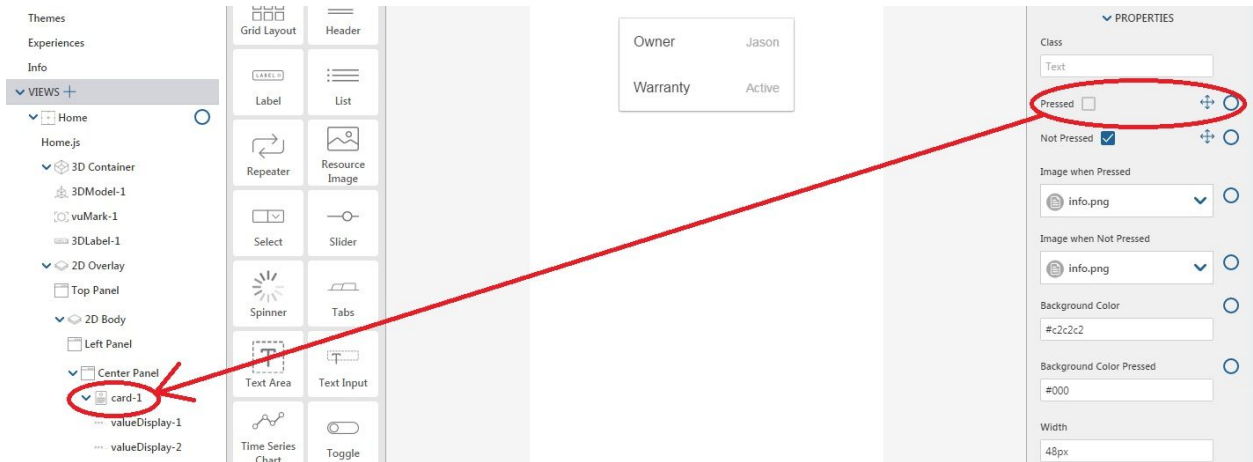 Themes
Experiences
Info
VIEWS
Home
Home.js
3D Container
3DModel-1
vuMark-1
3DLabel-1
2D Overlay
Top Panel
2D Body
Left Panel
Center Panel
card-1
valueDisplay-1
valueDisplay-2
Grid Layout
Header
LABEL
Label
List
Repeater
Resource
Image
Select
Slider
Spinner
Tabs
T
Text Area
T
Text Input
Time Series
Chart
Toggle
Owner Jason
Warranty Active
PROPERTIES
Class
Text
Pressed
Not Pressed
Image when Pressed
info.png
Image when Not Pressed
info.png
Background Color
#c2c2c2
Background Color Pressed
#000
Width
48px